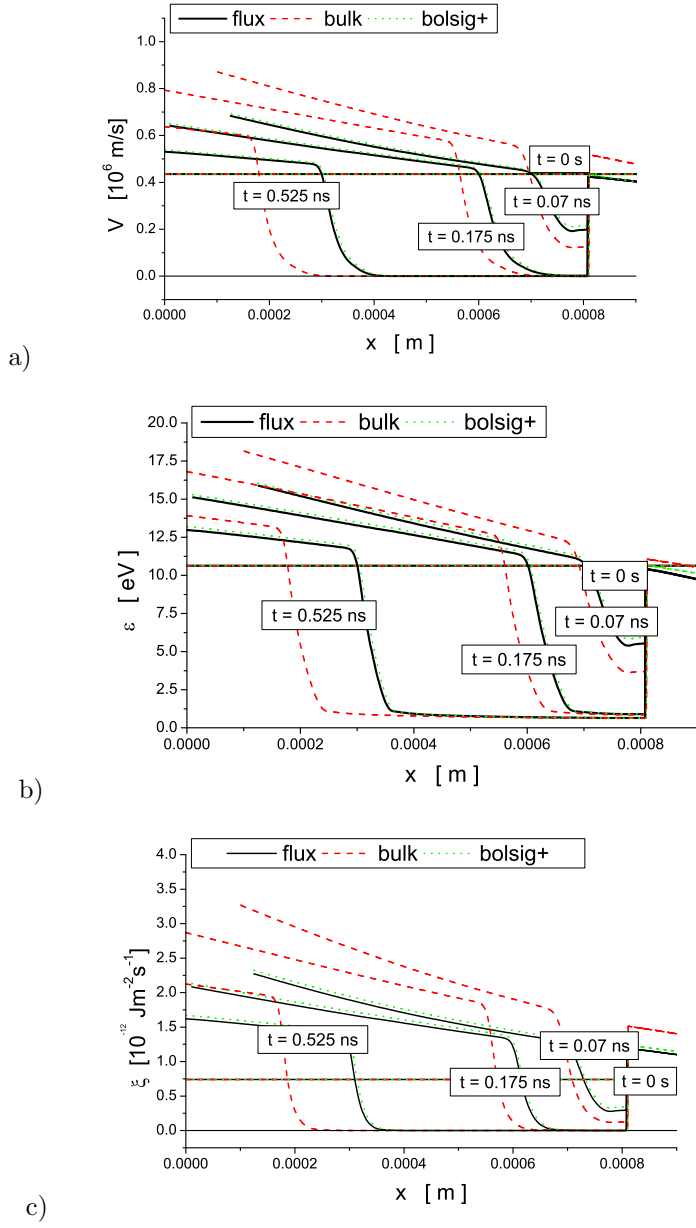 flux bulk bolsig+
1.0
0.8
0.6
0.4
0.2
0.0
V [10⁶ m/s]
t = 0 s
t = 0.07 ns
t = 0.525 ns
t = 0.175 ns
0.0000 0.0002 0.0004 0.0006 0.0008
x [ m ]
a)
flux bulk bolsig+
20.0
17.5
15.0
12.5
10.0
7.5
5.0
2.5
0.0
ε [ eV ]
t = 0 s
t = 0.07 ns
t = 0.525 ns
t = 0.175 ns
0.0000 0.0002 0.0004 0.0006 0.0008
x [ m ]
b)
flux bulk bolsig+
4.0
3.5
3.0
2.5
2.0
1.5
1.0
0.5
0.0
ξ [10⁻¹² Jm⁻²s⁻¹]
t = 0.525 ns
t = 0.07 ns
t = 0.175 ns
t = 0 s
0.0000 0.0002 0.0004 0.0006 0.0008
x [ m ]
c)